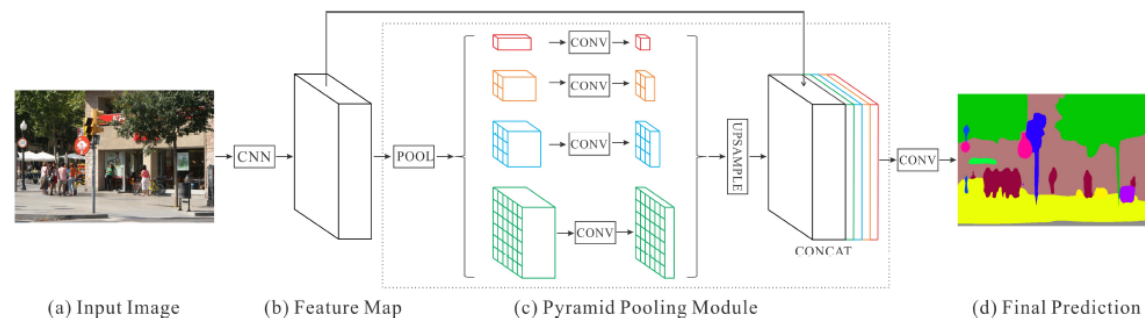 CONV
CONV
CNN
POOL
CONV
UPSAMPLE
CONV
CONV
CONCAT
(a) Input Image
(b) Feature Map
(c) Pyramid Pooling Module
(d) Final Prediction